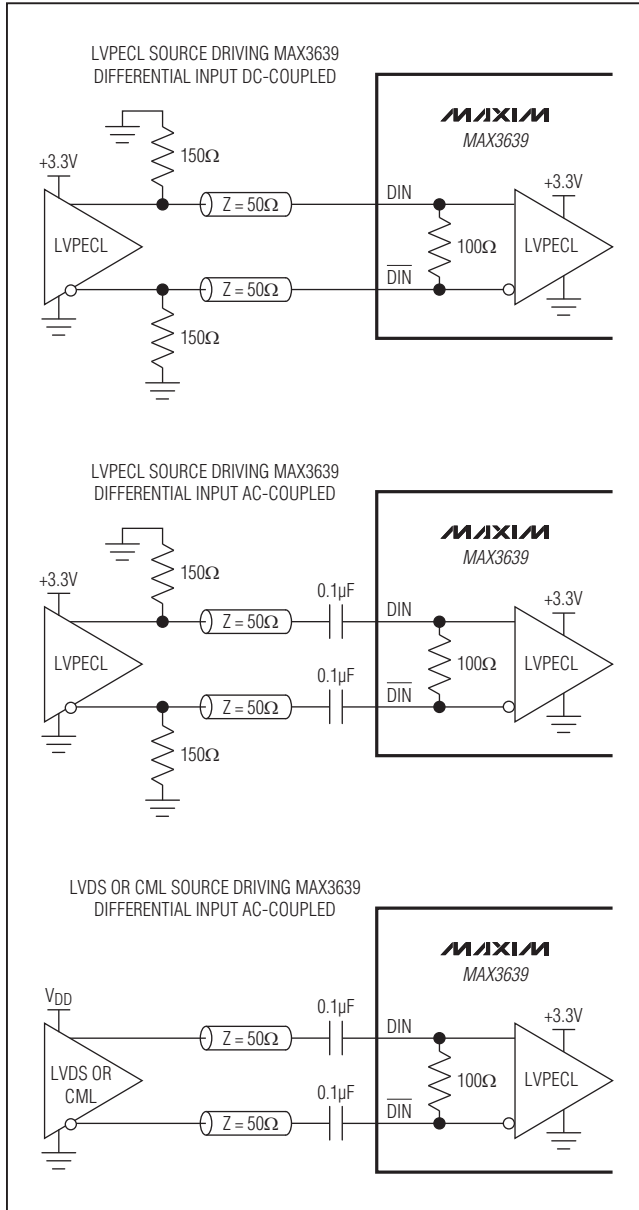 LVPECL SOURCE DRIVING MAX3639
DIFFERENTIAL INPUT DC-COUPLED
MAXIM
MAX3639
150Ω
+3.3V
Z = 50Ω
DIN
+3.3V
LVPECL
100Ω
LVPECL
Z = 50Ω
DIN
150Ω
LVPECL SOURCE DRIVING MAX3639
DIFFERENTIAL INPUT AC-COUPLED
MAXIM
MAX3639
150Ω
+3.3V
0.1µF
Z = 50Ω
DIN
+3.3V
LVPECL
100Ω
LVPECL
0.1µF
Z = 50Ω
DIN
150Ω
LVDS OR CML SOURCE DRIVING MAX3639
DIFFERENTIAL INPUT AC-COUPLED
MAXIM
MAX3639
VDD
0.1µF
Z = 50Ω
DIN
+3.3V
LVDS OR
CML
100Ω
LVPECL
0.1µF
Z = 50Ω
DIN